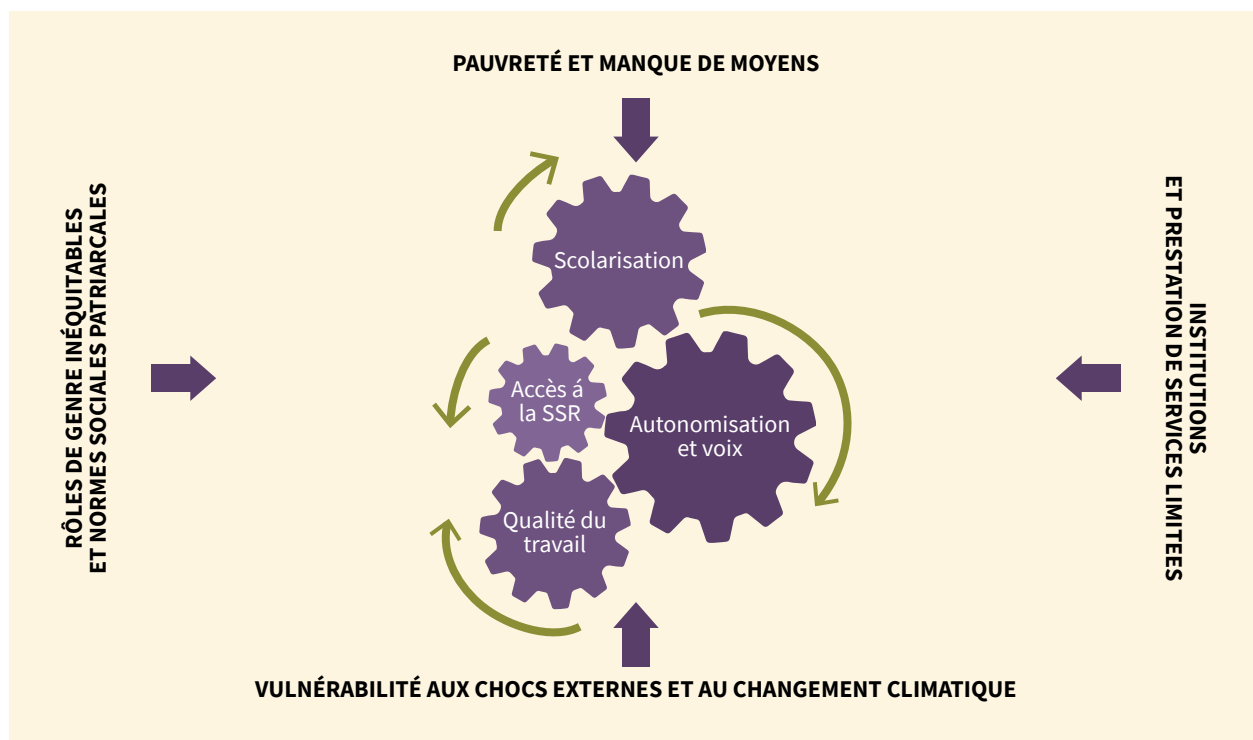 PAUVRETÉ ET MANQUE DE MOYENS
RÔLES DE GENRE INÉQUITABLES
ET NORMES SOCIALES PATRIARCALES
Scolarisation
Accès á
la SSR
Autonomisation
et voix
Qualité du
travail
INSTITUTIONS
ET PRESTATION DE SERVICES LIMITEES
VULNÉRABILITÉ AUX CHOCS EXTERNES ET AU CHANGEMENT CLIMATIQUE